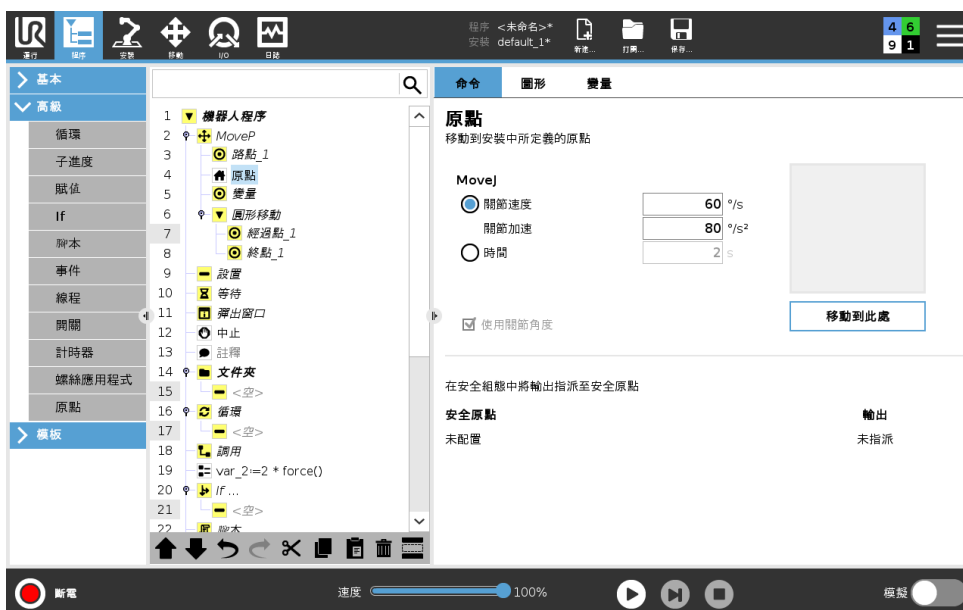 UR
運行
程序
安裝
移動
I/O
日誌
程序 <未命名>*
安裝 default_1*
新建...
打開...
保存...
4 6
9 1
基本
高級
循環
子進度
賦值
If
腳本
事件
線程
開關
計時器
螺絲應用程式
原點
模板
1 機器人程序
2 MoveP
3 路點_1
4 原點
5 變量
6 圓形移動
7 經過點_1
8 終點_1
9 設置
10 等待
11 彈出窗口
12 中止
13 註釋
14 文件夾
15 <空>
16 循環
17 <空>
18 調用
19 var_2:=2 * force()
20 If ...
21 <空>
22 腳本
命令 圖形 變量
原點
移動到安裝中所定義的原點
MoveJ
關節速度 60 °/s
關節加速 80 °/s²
時間 2 s
使用關節角度
移動到此處
在安全組態中將輸出指派至安全原點
安全原點 輸出
未配置 未指派
斷電
速度 100%
模擬